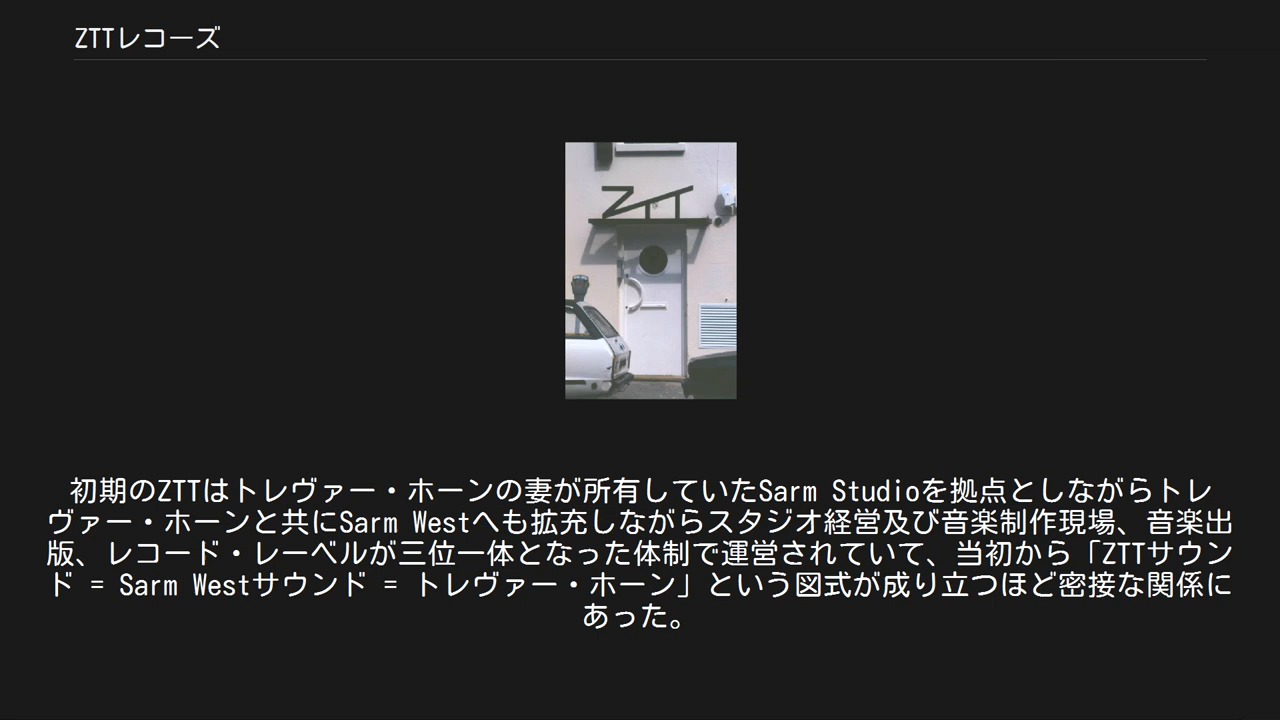 ZTTレコーズ
ZTT
初期のZTTはトレヴァー・ホーンの妻が所有していたSarm Studioを拠点としながらトレ
ヴァー・ホーンと共にSarm Westへも拡充しながらスタジオ経営及び音楽制作現場、音楽出
版、レコード・レーベルが三位一体となった体制で運営されていて、当初から「ZTTサウン
ド = Sarm Westサウンド = トレヴァー・ホーン」という図式が成り立つほど密接な関係に
あった。